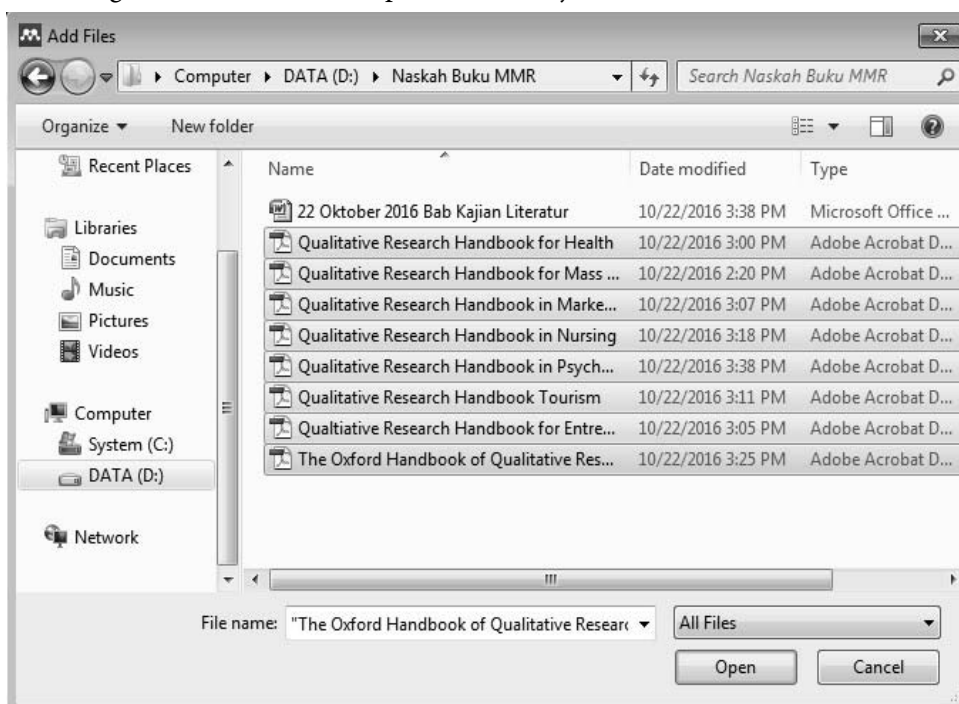 Add Files
Computer ▸ DATA (D:) ▸ Naskah Buku MMR
Search Naskah Buku MMR
Organize New folder
Recent Places
Libraries
Documents
Music
Pictures
Videos
Computer
System (C:)
DATA (D:)
Network
Name Date modified Type
22 Oktober 2016 Bab Kajian Literatur 10/22/2016 3:38 PM Microsoft Office ...
Qualitative Research Handbook for Health 10/22/2016 3:00 PM Adobe Acrobat D...
Qualitative Research Handbook for Mass ... 10/22/2016 2:20 PM Adobe Acrobat D...
Qualitative Research Handbook in Marke... 10/22/2016 3:07 PM Adobe Acrobat D...
Qualitative Research Handbook in Nursing 10/22/2016 3:18 PM Adobe Acrobat D...
Qualitative Research Handbook in Psych... 10/22/2016 3:38 PM Adobe Acrobat D...
Qualitative Research Handbook Tourism 10/22/2016 3:11 PM Adobe Acrobat D...
Qualtiative Research Handbook for Entre... 10/22/2016 3:05 PM Adobe Acrobat D...
The Oxford Handbook of Qualitative Res... 10/22/2016 3:25 PM Adobe Acrobat D...
File name: "The Oxford Handbook of Qualitative Researc
All Files
Open Cancel